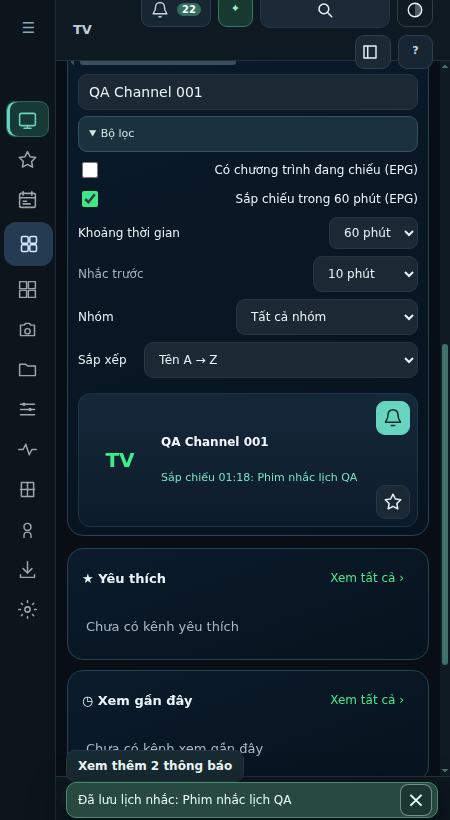 ☰
TV
22
✦
?
QA Channel 001
▼ Bộ lọc
Có chương trình đang chiếu (EPG)
Sắp chiếu trong 60 phút (EPG)
Khoảng thời gian 60 phút
Nhắc trước 10 phút
Nhóm Tất cả nhóm
Sắp xếp Tên A → Z
TV
QA Channel 001
Sắp chiếu 01:18: Phim nhắc lịch QA
★ Yêu thích Xem tất cả ›
Chưa có kênh yêu thích
◷ Xem gần đây Xem tất cả ›
Chưa có kênh xem gần đây
Xem thêm 2 thông báo
Đã lưu lịch nhắc: Phim nhắc lịch QA